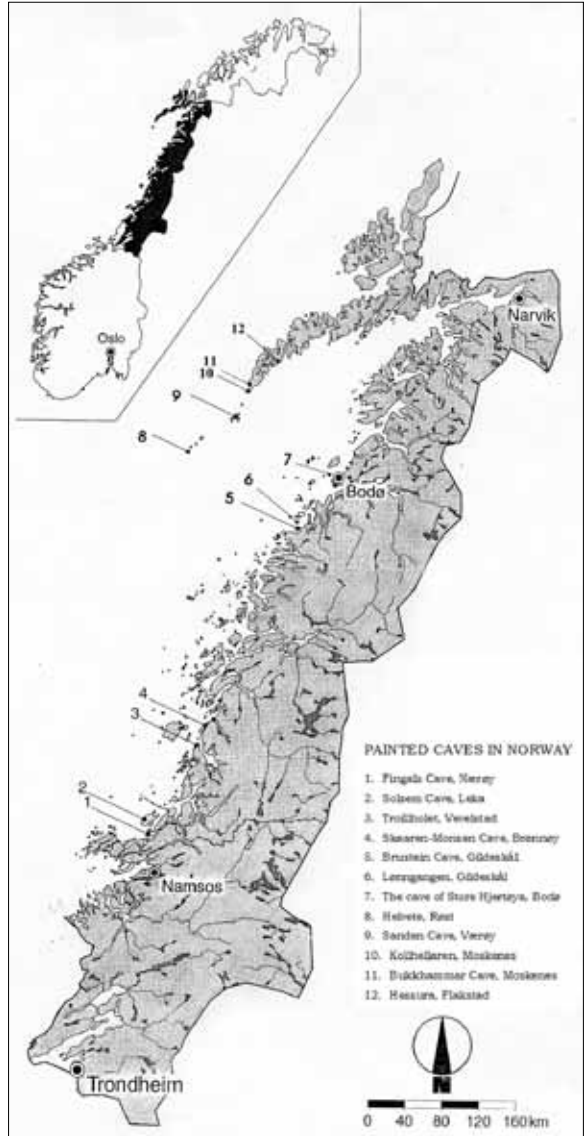 Oslo
Narvik
12
11
10
9
8
7
Bodø
6
5
4
3
2
1
Namsos
Trondheim
PAINTED CAVES IN NORWAY
1. Fingals Cave, Nærøy
2. Solsem Cave, Leka
3. Trollholet, Vevelstad
4. Skaaren-Monsen Cave, Brønnøy
5. Brustein Cave, Gildeskål
6. Lønngangen, Gildeskål
7. The cave of Store Hjertøya, Bodø
8. Helvete, Røst
9. Sanden Cave, Værøy
10. Kollhellaren, Moskenes
11. Bukkhammar Cave, Moskenes
12. Hessura, Flakstad
N
0 40 80 120 160km